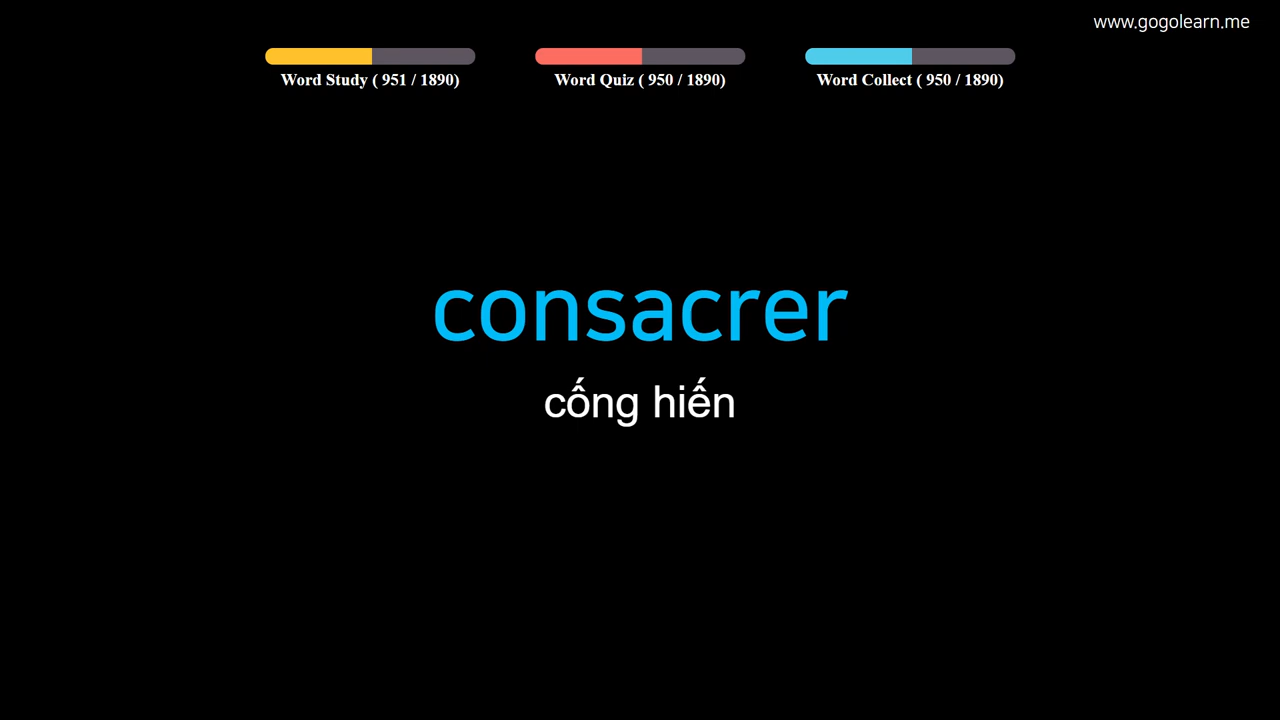 www.gogolearn.me
Word Study ( 951 / 1890)
Word Quiz ( 950 / 1890)
Word Collect ( 950 / 1890)
consacrer
cống hiến